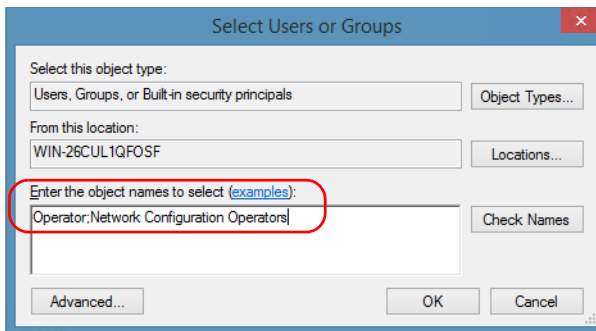 Select Users or Groups
Select this object type:
Users, Groups, or Built-in security principals
Object Types...
From this location:
WIN-26CUL1QFOSF
Locations...
Enter the object names to select (examples):
Operator;Network Configuration Operators
Check Names
Advanced...
OK
Cancel